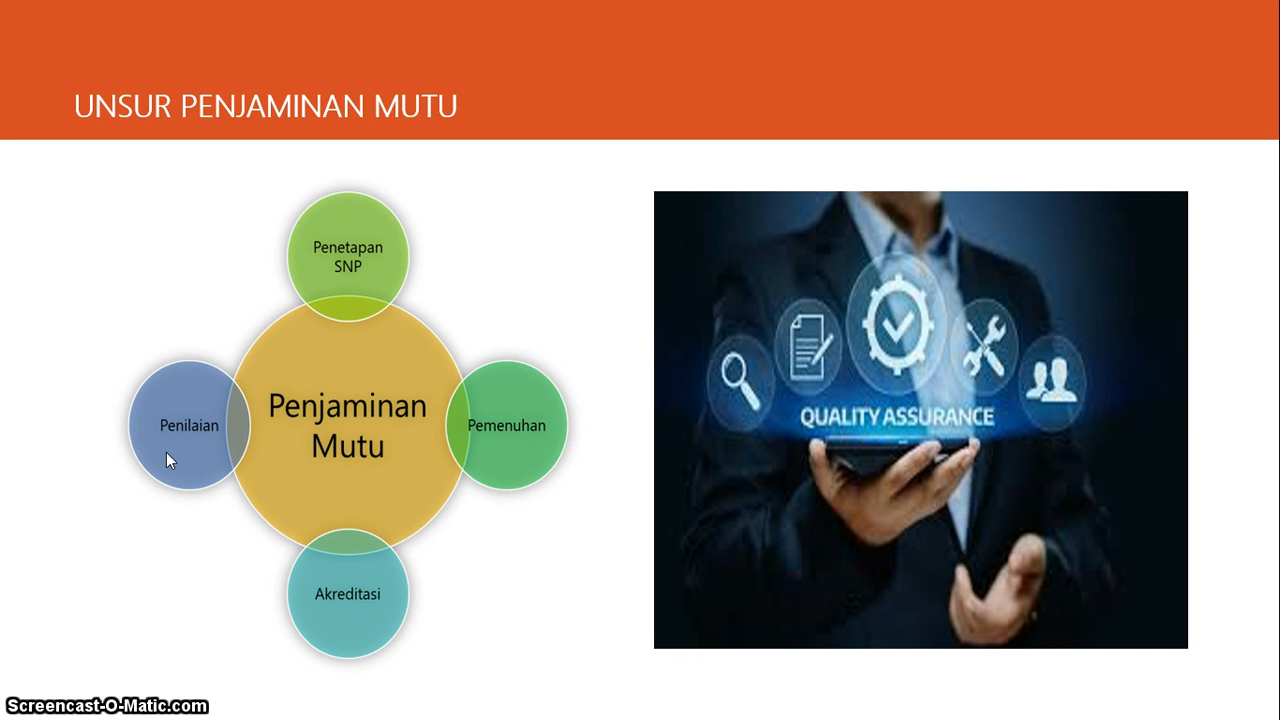 UNSUR PENJAMINAN MUTU
Penetapan
SNP
Penilaian
Penjaminan
Mutu
Pemenuhan
Akreditasi
QUALITY ASSURANCE
Screencast-O-Matic.com